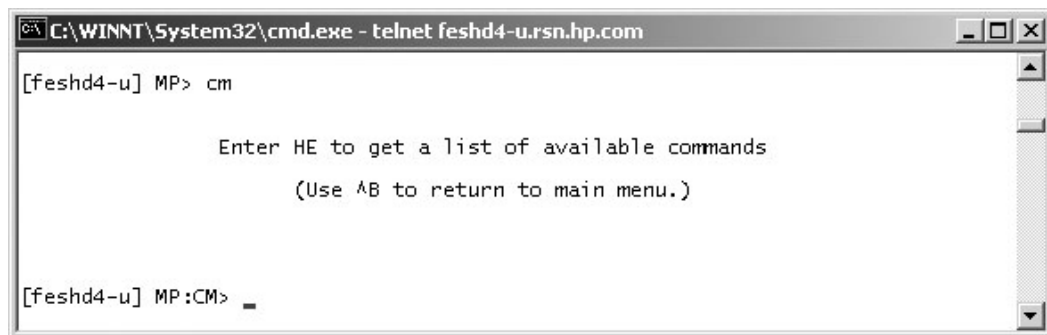 C:\WINNT\System32\cmd.exe - telnet feshd4-u.rsn.hp.com
[feshd4-u] MP> cm
Enter HE to get a list of available commands
(Use ^B to return to main menu.)
[feshd4-u] MP:CM> _